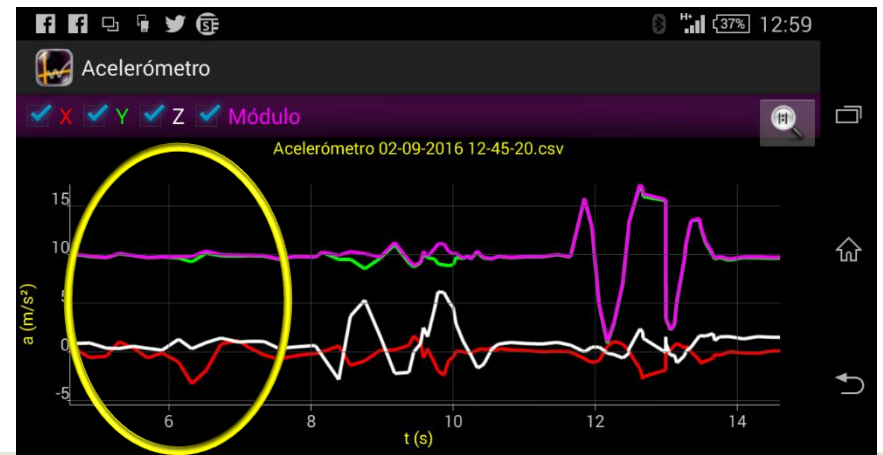 37% 12:59
Acelerómetro
X Y Z Módulo
Acelerómetro 02-09-2016 12-45-20.csv
15
10
5
0
-5
a (m/s²)
6 8 10 12 14
t (s)